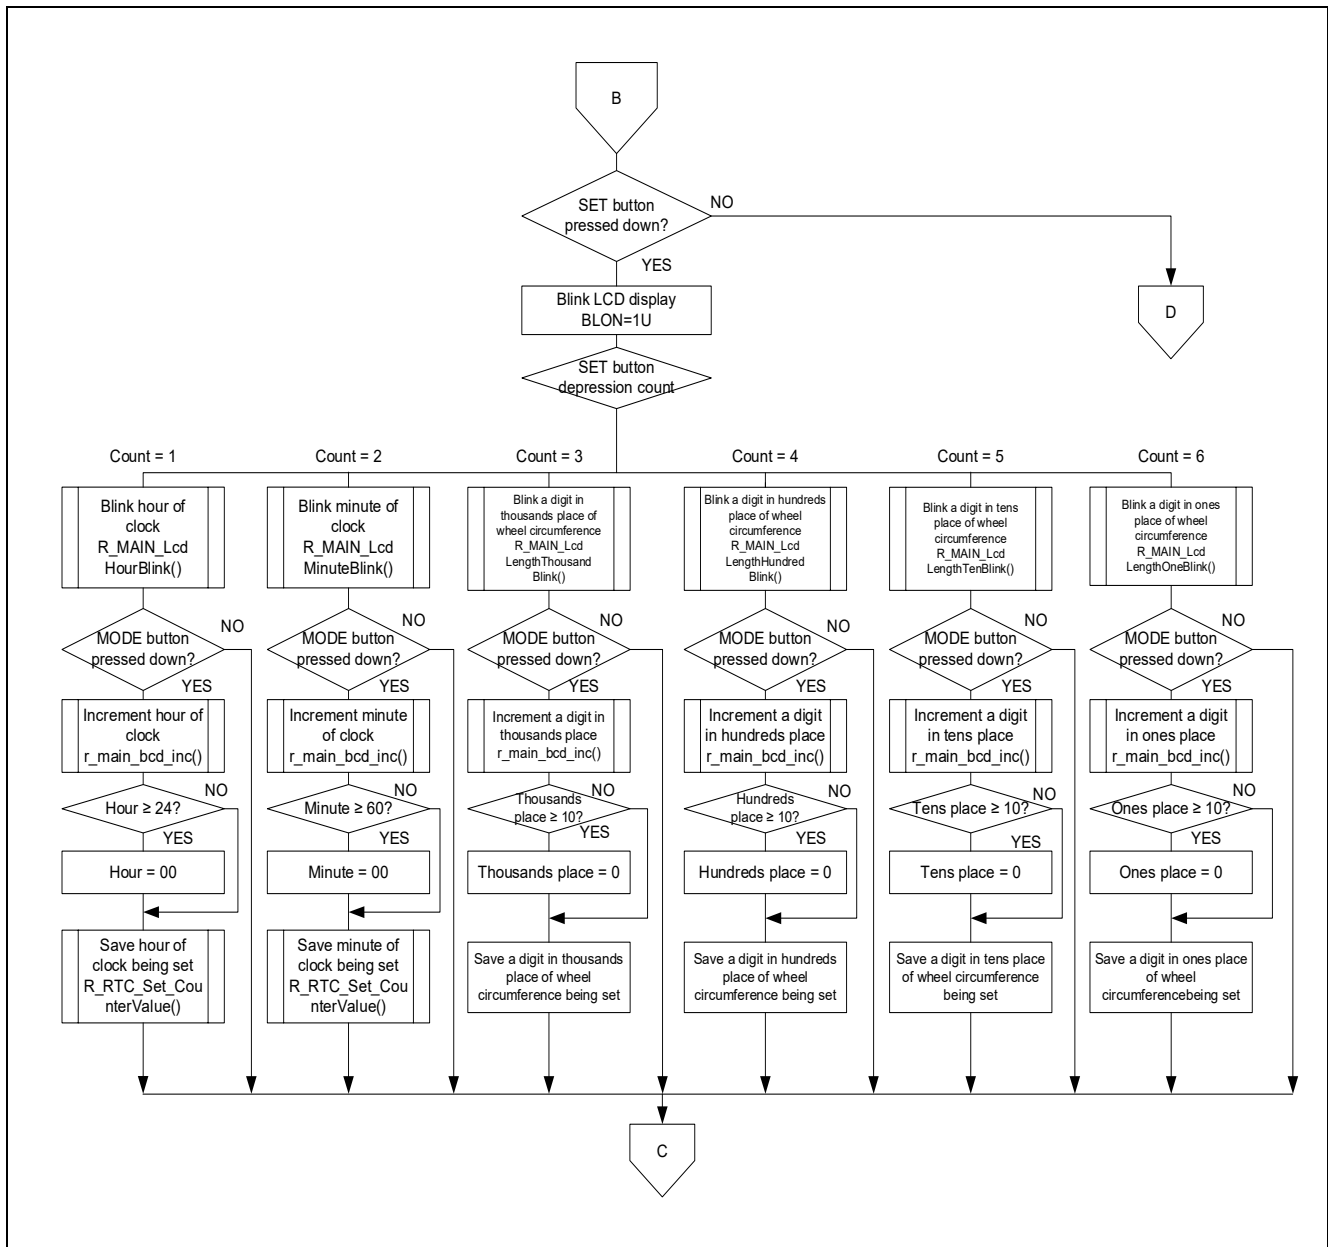 B
SET button
pressed down?
NO
YES
Blink LCD display
BLON=1U
D
SET button
depression count
Count = 1
Count = 2
Count = 3
Count = 4
Count = 5
Count = 6
Blink hour of
clock
R_MAIN_Lcd
HourBlink()
Blink minute of
clock
R_MAIN_Lcd
MinuteBlink()
Blink a digit in
thousands place of
wheel circumference
R_MAIN_Lcd
LengthThousand
Blink()
Blink a digit in hundreds
place of wheel
circumference
R_MAIN_Lcd
LengthHundred
Blink()
Blink a digit in tens
place of wheel
circumference
R_MAIN_Lcd
LengthTenBlink()
Blink a digit in ones
place of wheel
circumference
R_MAIN_Lcd
LengthOneBlink()
MODE button
pressed down?
NO
YES
MODE button
pressed down?
NO
YES
MODE button
pressed down?
NO
YES
MODE button
pressed down?
NO
YES
MODE button
pressed down?
NO
YES
MODE button
pressed down?
NO
YES
Increment hour of
clock
r_main_bcd_inc()
Increment minute
of clock
r_main_bcd_inc()
Increment a digit in
thousands place
r_main_bcd_inc()
Increment a digit
in hundreds place
r_main_bcd_inc()
Increment a digit
in tens place
r_main_bcd_inc()
Increment a digit
in ones place
r_main_bcd_inc()
Hour ≥ 24?
NO
YES
Minute ≥ 60?
NO
YES
Thousands
place ≥ 10?
NO
YES
Hundreds
place ≥ 10?
NO
YES
Tens place ≥ 10?
NO
YES
Ones place ≥ 10?
NO
YES
Hour = 00
Minute = 00
Thousands place = 0
Hundreds place = 0
Tens place = 0
Ones place = 0
Save hour of
clock being set
R_RTC_Set_Cou
nterValue()
Save minute of
clock being set
R_RTC_Set_Cou
nterValue()
Save a digit in thousands
place of wheel
circumference being set
Save a digit in hundreds
place of wheel
circumference being set
Save a digit in tens place
of wheel circumference
being set
Save a digit in ones place
of wheel
circumferencebeing set
C